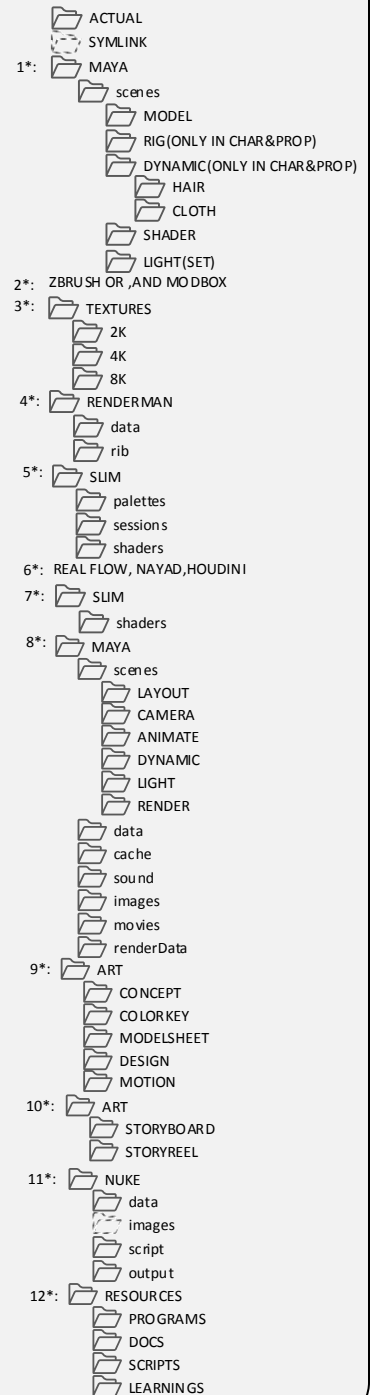 ACTUAL
SYMLINK
1*: MAYA
scenes
MODEL
RIG(ONLY IN CHAR&PROP)
DYNAMIC(ONLY IN CHAR&PROP)
HAIR
CLOTH
SHADER
LIGHT(SET)
2*: ZBRUSH OR ,AND MODBOX
3*: TEXTURES
2K
4K
8K
4*: RENDERMAN
data
rib
5*: SLIM
palettes
sessions
shaders
6*: REAL FLOW, NAYAD,HOUDINI
7*: SLIM
shaders
8*: MAYA
scenes
LAYOUT
CAMERA
ANIMATE
DYNAMIC
LIGHT
RENDER
data
cache
sound
images
movies
renderData
9*: ART
CONCEPT
COLORKEY
MODELSHEET
DESIGN
MOTION
10*: ART
STORYBOARD
STORYREEL
11*: NUKE
data
images
script
output
12*: RESOURCES
PROGRAMS
DOCS
SCRIPTS
LEARNINGS